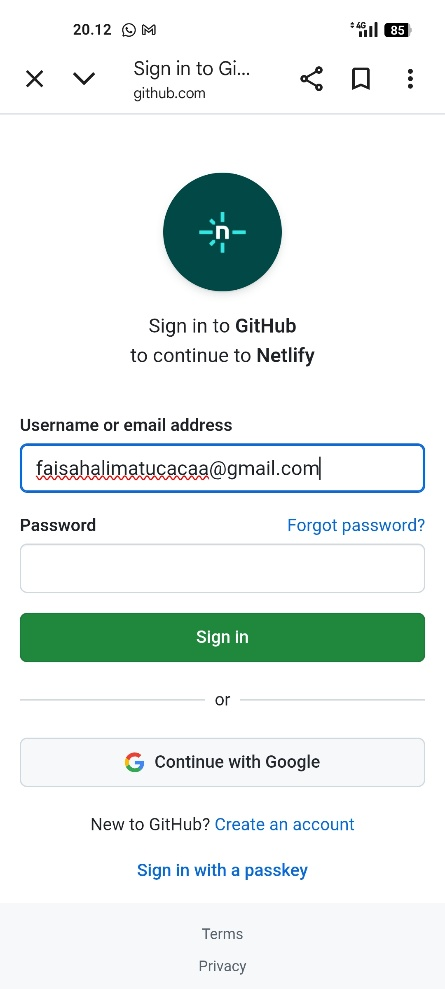 20.12
4G
85
Sign in to Gi...
github.com
n
Sign in to GitHub
to continue to Netlify
Username or email address
faisahalimatucacaa@gmail.com
Password
Forgot password?
Sign in
or
Continue with Google
New to GitHub? Create an account
Sign in with a passkey
Terms
Privacy